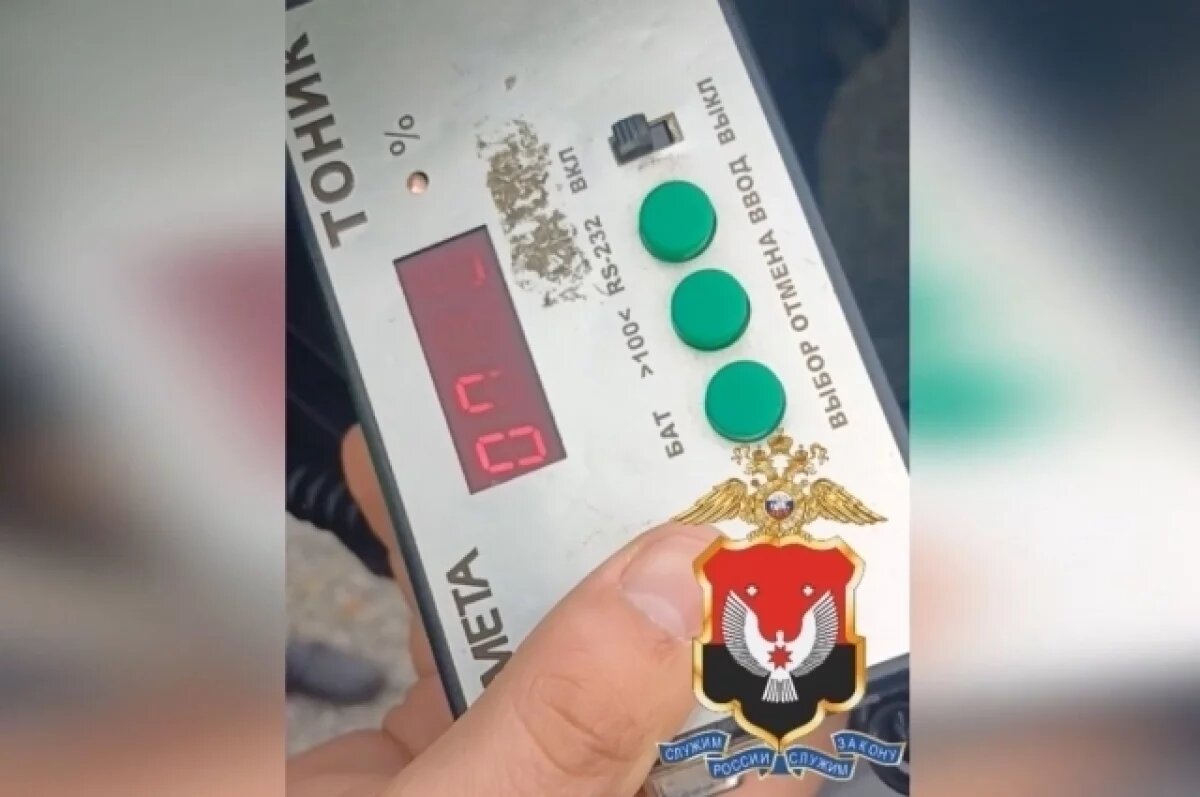 МЕТА ТОНИК
%
БАТ >100< RS-232 ВКЛ
ВЫБОР ОТМЕНА ВВОД ВЫКЛ
СЛУЖИМ РОССИИ СЛУЖИМ ЗАКОНУ